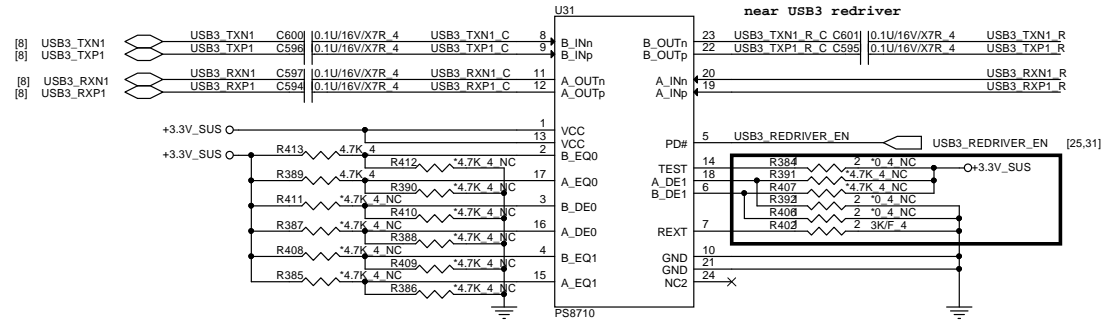 U31
near USB3 redriver
[8] USB3_TXN1 USB3_TXN1 C600 0.1U/16V/X7R_4 USB3_TXN1_C 8 B_INn B_OUTn 23 USB3_TXN1_R_C C601 0.1U/16V/X7R_4 USB3_TXN1_R
[8] USB3_TXP1 USB3_TXP1 C596 0.1U/16V/X7R_4 USB3_TXP1_C 9 B_INp B_OUTp 22 USB3_TXP1_R_C C595 0.1U/16V/X7R_4 USB3_TXP1_R
[8] USB3_RXN1 USB3_RXN1 C597 0.1U/16V/X7R_4 USB3_RXN1_C 11 A_OUTn A_INn 20 USB3_RXN1_R
[8] USB3_RXP1 USB3_RXP1 C594 0.1U/16V/X7R_4 USB3_RXP1_C 12 A_OUTp A_INp 19 USB3_RXP1_R
+3.3V_SUS 1 VCC
13 VCC PD# 5 USB3_REDRIVER_EN USB3_REDRIVER_EN [25,31]
+3.3V_SUS R413 4.7K_4 2 B_EQ0
R412 *4.7K_4_NC TEST 14 R384 2 *0_4_NC +3.3V_SUS
R389 4.7K_4 17 A_EQ0 A_DE1 18 R391 *4.7K_4_NC
R390 *4.7K_4_NC B_DE1 6 R407 *4.7K_4_NC
R411 *4.7K_4_NC 3 B_DE0 R392 2 *0_4_NC
R410 *4.7K_4_NC R406 2 *0_4_NC
R387 *4.7K_4_NC 16 A_DE0 REXT 7 R402 2 3K/F_4
R388 *4.7K_4_NC
R408 *4.7K_4_NC 4 B_EQ1 GND 10
R409 *4.7K_4_NC GND 21
R385 *4.7K_4_NC 15 A_EQ1 NC2 24
R386 *4.7K_4_NC
PS8710